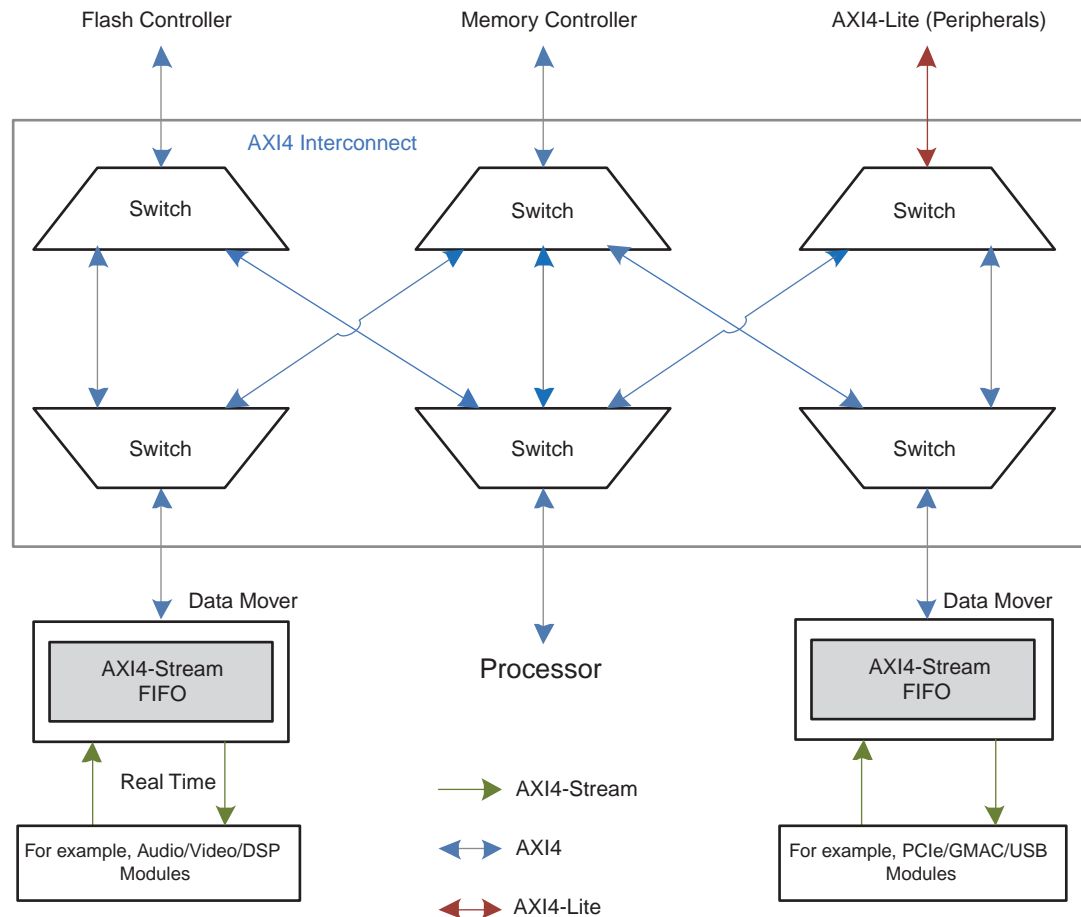 Flash Controller
Memory Controller
AXI4-Lite (Peripherals)
AXI4 Interconnect
Switch
Switch
Switch
Switch
Switch
Switch
Data Mover
Data Mover
AXI4-Stream
FIFO
Processor
AXI4-Stream
FIFO
Real Time
AXI4-Stream
For example, Audio/Video/DSP
Modules
AXI4
For example, PCIe/GMAC/USB
Modules
AXI4-Lite